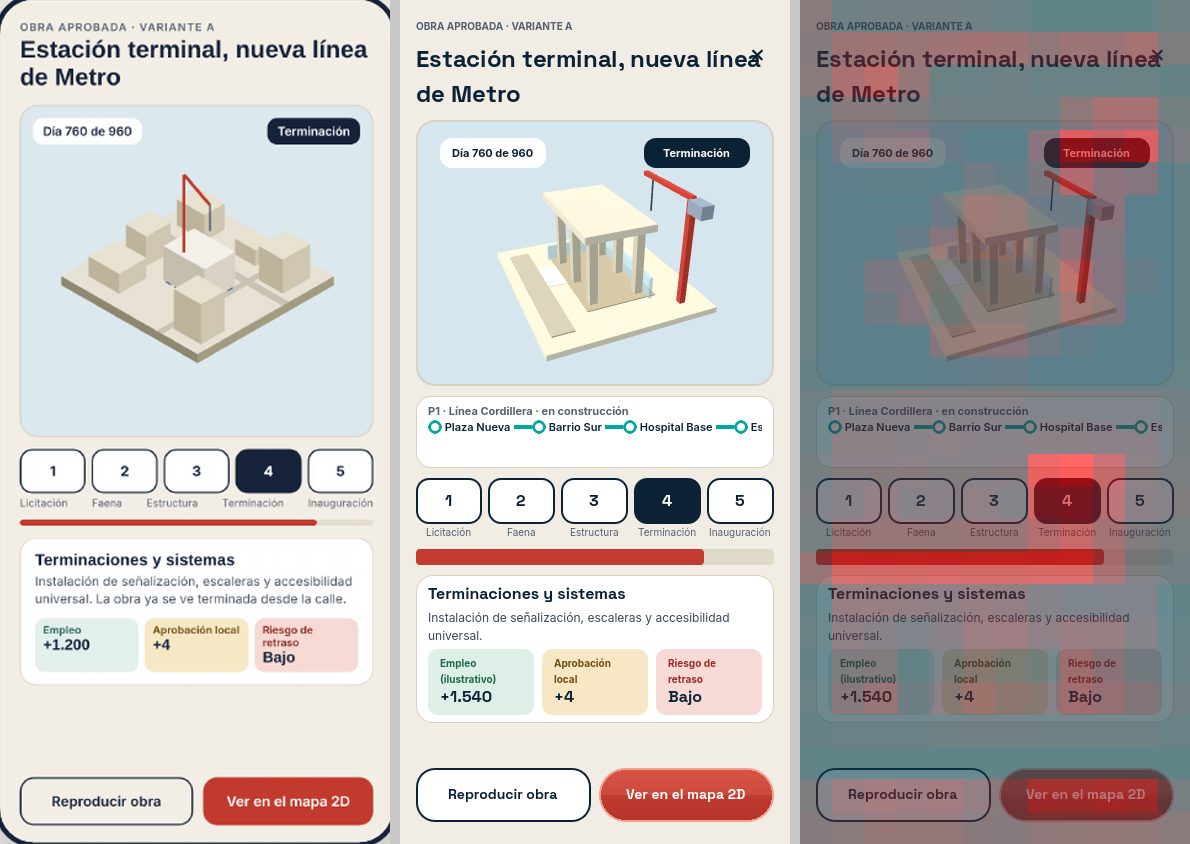 OBRA APROBADA · VARIANTE A
Estación terminal, nueva línea
de Metro
Día 760 de 960
Terminación
1
2
3
4
5
Licitación
Faena
Estructura
Terminación
Inauguración
Terminaciones y sistemas
Instalación de señalización, escaleras y accesibilidad
universal. La obra ya se ve terminada desde la calle.
Empleo
+1.200
Aprobación local
+4
Riesgo de
retraso
Bajo
Reproducir obra
Ver en el mapa 2D
OBRA APROBADA · VARIANTE A
Estación terminal, nueva línea
×
de Metro
Día 760 de 960
Terminación
P1 · Línea Cordillera · en construcción
Plaza Nueva
Barrio Sur
Hospital Base
Es
1
2
3
4
5
Licitación
Faena
Estructura
Terminación
Inauguración
Terminaciones y sistemas
Instalación de señalización, escaleras y accesibilidad
universal.
Empleo
(ilustrativo)
+1.540
Aprobación
local
+4
Riesgo de
retraso
Bajo
Reproducir obra
Ver en el mapa 2D
OBRA APROBADA · VARIANTE A
Estación terminal, nueva línea
×
de Metro
Día 760 de 960
Terminación
P1 · Línea Cordillera · en construcción
Plaza Nueva
Barrio Sur
Hospital Base
Es
1
2
3
4
5
Licitación
Faena
Estructura
Terminación
Inauguración
Terminaciones y sistemas
Instalación de señalización, escaleras y accesibilidad
universal.
Empleo
(ilustrativo)
+1.540
Aprobación
local
+4
Riesgo de
retraso
Bajo
Reproducir obra
Ver en el mapa 2D